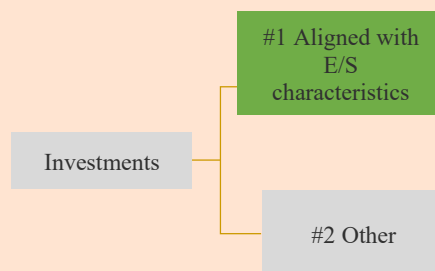 #1 Aligned with
E/S
characteristics
Investments
#2 Other